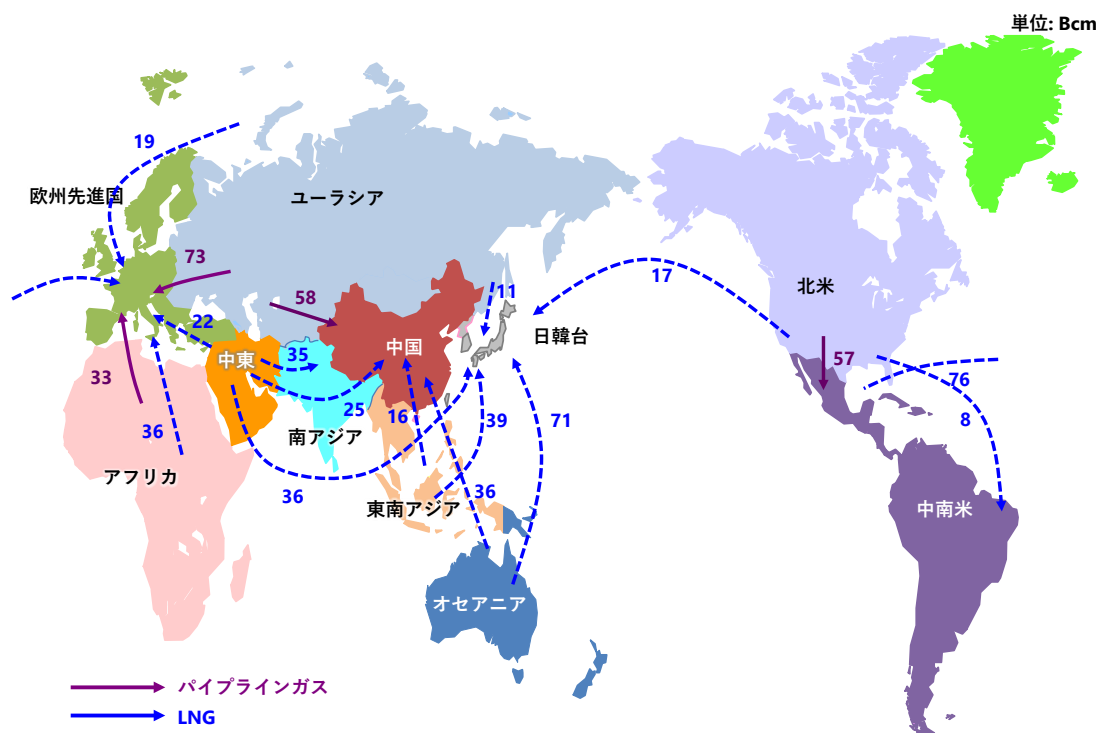 単位: Bcm
19
欧州先進国
ユーラシア
73
11
17
58
北米
22
日韓台
中国
中東
35
57
33
76
25
16
39
71
8
36
南アジア
アフリカ
36
36
東南アジア
中南米
オセアニア
パイプラインガス
LNG